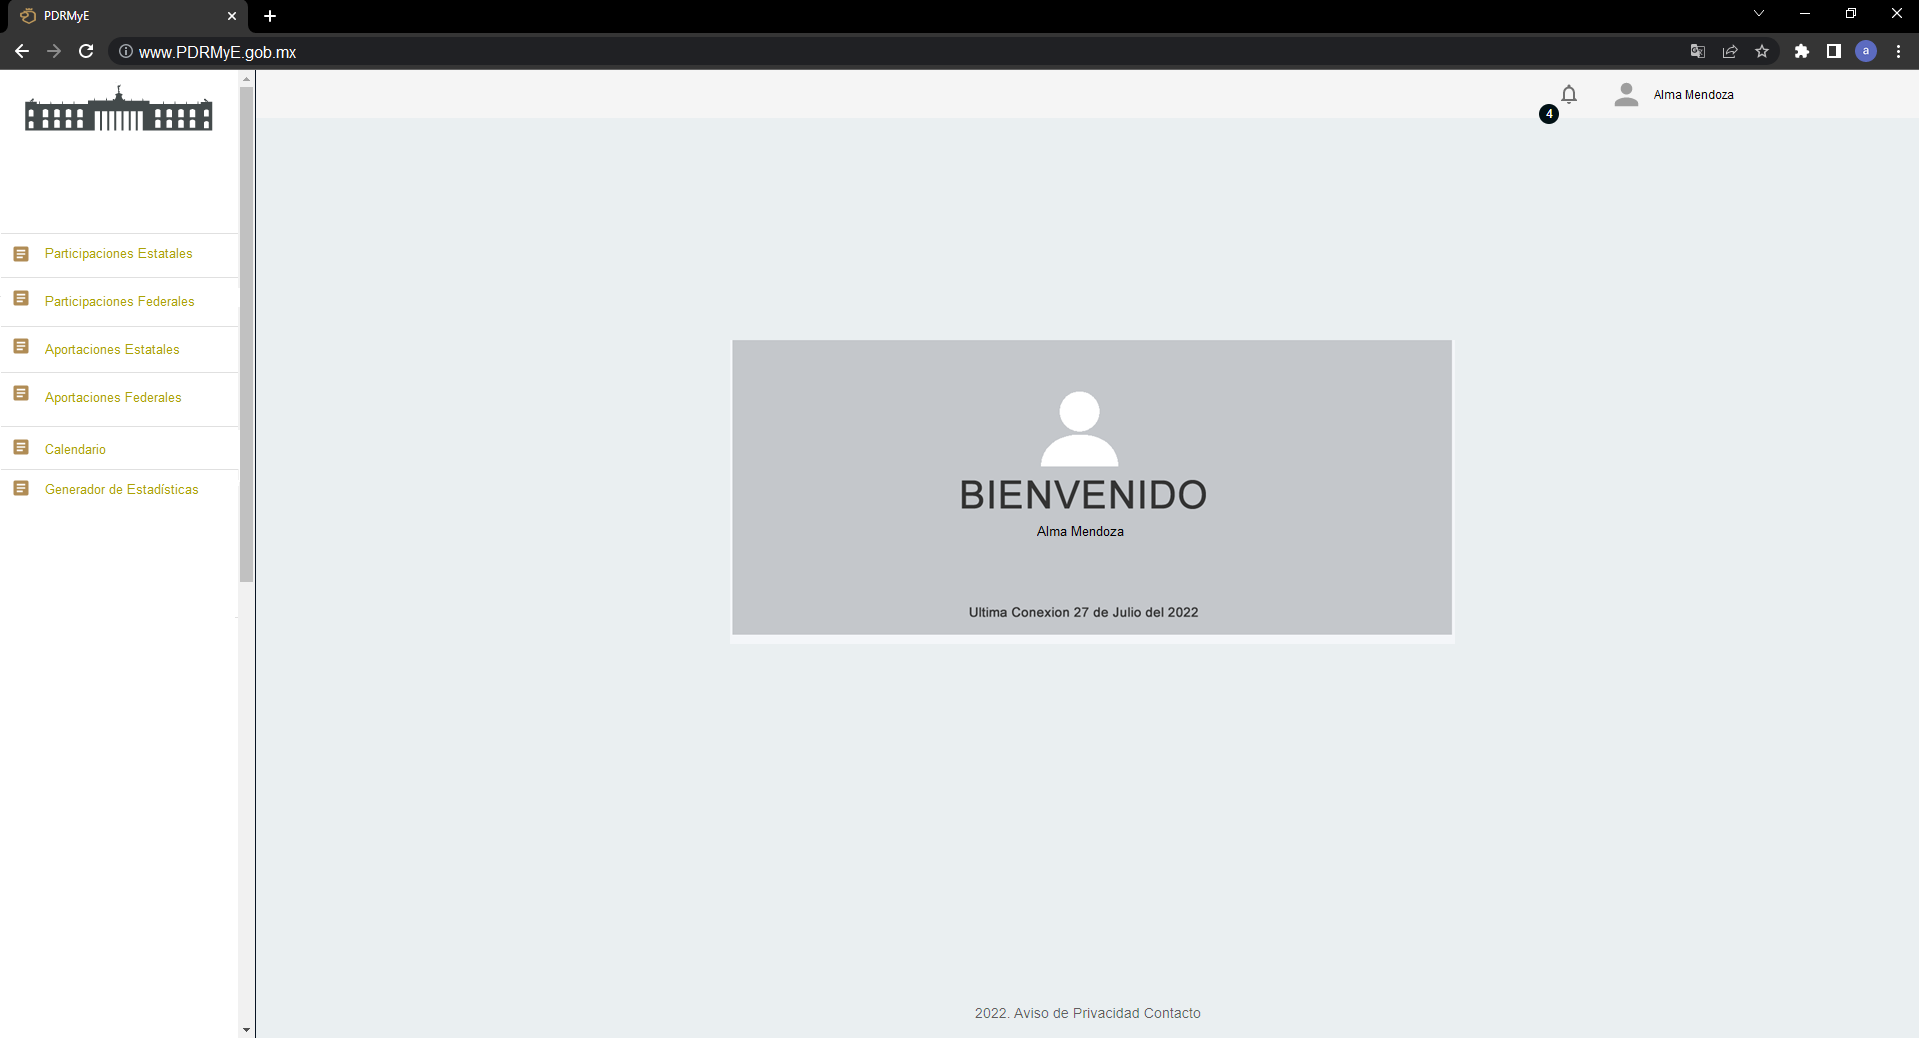 PDRMyE
www.PDRMyE.gob.mx
a
4
Alma Mendoza
Participaciones Estatales
Participaciones Federales
Aportaciones Estatales
Aportaciones Federales
Calendario
Generador de Estadísticas
BIENVENIDO
Alma Mendoza
Ultima Conexion 27 de Julio del 2022
2022. Aviso de Privacidad Contacto